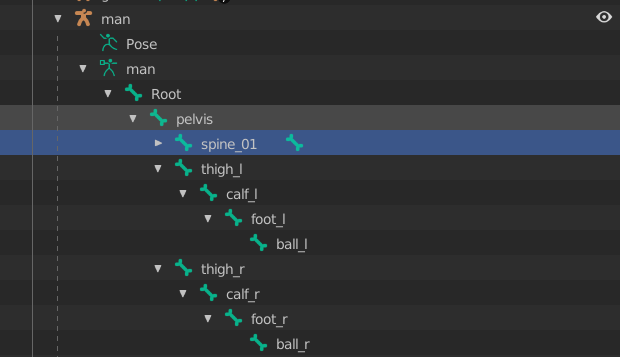 man
Pose
man
Root
pelvis
spine_01
thigh_l
calf_l
foot_l
ball_l
thigh_r
calf_r
foot_r
ball_r